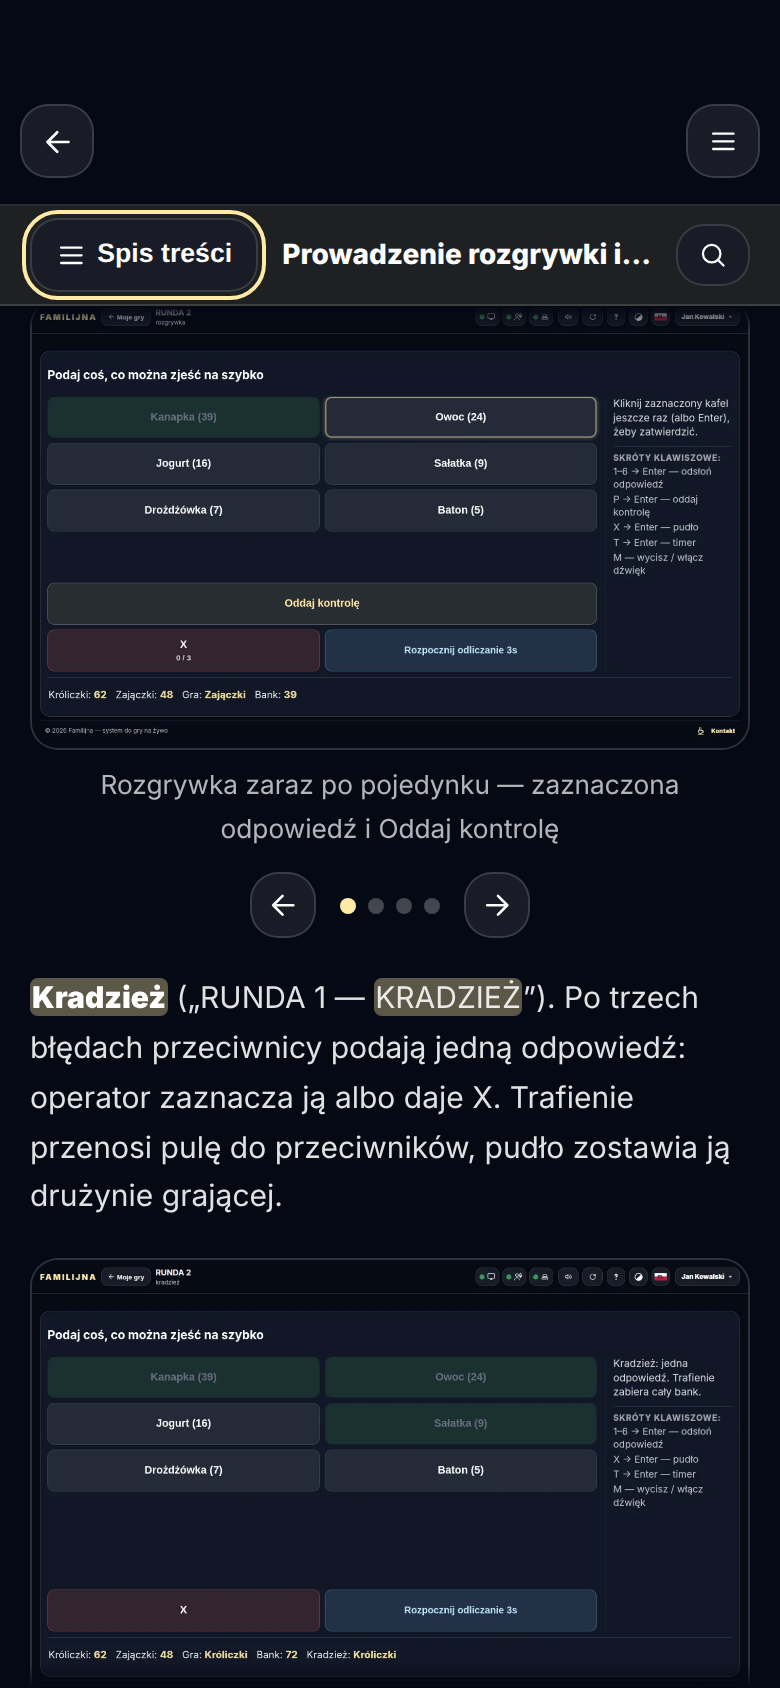 Spis treści
Prowadzenie rozgrywki i...
FAMILIJNA
← Moje gry
RUNDA 2
rozgrywka
?
Jan Kowalski
Podaj coś, co można zjeść na szybko
Kanapka (39)
Owoc (24)
Jogurt (16)
Sałatka (9)
Drożdżówka (7)
Baton (5)
Kliknij zaznaczony kafel
jeszcze raz (albo Enter),
żeby zatwierdzić.
SKRÓTY KLAWISZOWE:
1–6 → Enter — odsłoń
odpowiedź
P → Enter — oddaj
kontrolę
X → Enter — pudło
T → Enter — timer
M — wycisz / włącz
dźwięk
Oddaj kontrolę
X
0 / 3
Rozpocznij odliczanie 3s
Króliczki: 62 Zajączki: 48 Gra: Zajączki Bank: 39
© 2026 Familijna — system do gry na żywo
Kontakt
Rozgrywka zaraz po pojedynku — zaznaczona
odpowiedź i Oddaj kontrolę
Kradzież („RUNDA 1 — KRADZIEŻ”). Po trzech
błędach przeciwnicy podają jedną odpowiedź:
operator zaznacza ją albo daje X. Trafienie
przenosi pulę do przeciwników, pudło zostawia ją
drużynie grającej.
FAMILIJNA
← Moje gry
RUNDA 2
kradzież
?
Jan Kowalski
Podaj coś, co można zjeść na szybko
Kanapka (39)
Owoc (24)
Jogurt (16)
Sałatka (9)
Drożdżówka (7)
Baton (5)
Kradzież: jedna
odpowiedź. Trafienie
zabiera cały bank.
SKRÓTY KLAWISZOWE:
1–6 → Enter — odsłoń
odpowiedź
X → Enter — pudło
T → Enter — timer
M — wycisz / włącz
dźwięk
X
Rozpocznij odliczanie 3s
Króliczki: 62 Zajączki: 48 Gra: Króliczki Bank: 72 Kradzież: Króliczki